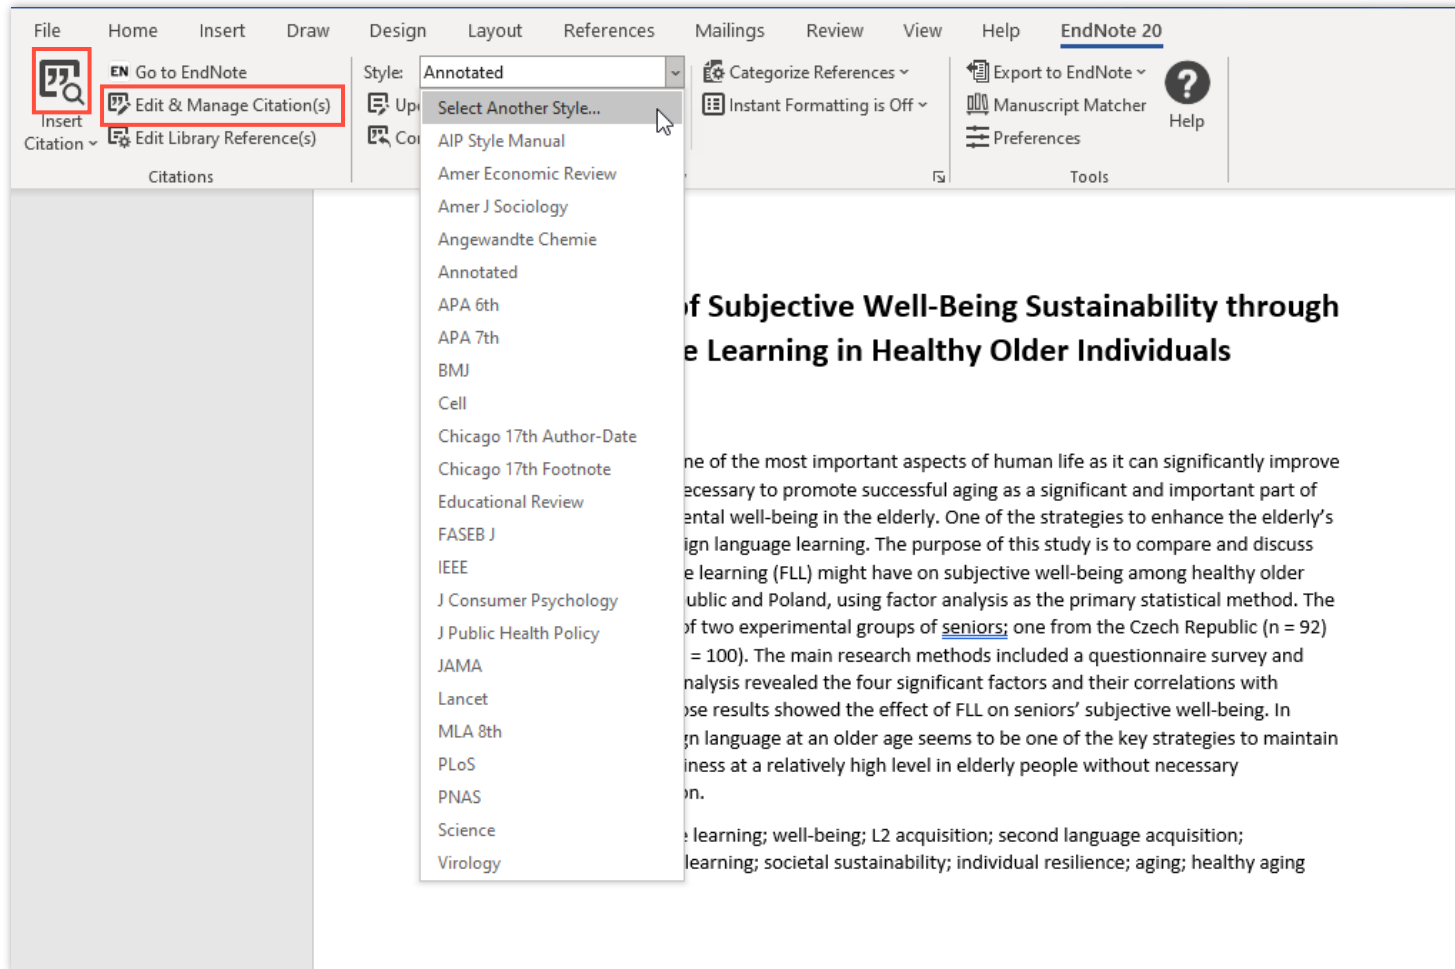 File Home Insert Draw Design Layout References Mailings Review View Help EndNote 20
Insert Citation
EN Go to EndNote
Edit & Manage Citation(s)
Edit Library Reference(s)
Citations
Style: Annotated
Select Another Style...
AIP Style Manual
Amer Economic Review
Amer J Sociology
Angewandte Chemie
Annotated
APA 6th
APA 7th
BMJ
Cell
Chicago 17th Author-Date
Chicago 17th Footnote
Educational Review
FASEB J
IEEE
J Consumer Psychology
J Public Health Policy
JAMA
Lancet
MLA 8th
PLoS
PNAS
Science
Virology
Categorize References
Instant Formatting is Off
Export to EndNote
Manuscript Matcher
Preferences
Help
Tools
of Subjective Well-Being Sustainability through
Learning in Healthy Older Individuals
of the most important aspects of human life as it can significantly improve
to promote successful aging as a significant and important part of
well-being in the elderly. One of the strategies to enhance the elderly's
language learning. The purpose of this study is to compare and discuss
learning (FLL) might have on subjective well-being among healthy older
and Poland, using factor analysis as the primary statistical method. The
of two experimental groups of seniors; one from the Czech Republic (n = 92)
= 100). The main research methods included a questionnaire survey and
revealed the four significant factors and their correlations with
results showed the effect of FLL on seniors' subjective well-being. In
language at an older age seems to be one of the key strategies to maintain
at a relatively high level in elderly people without necessary
learning; well-being; L2 acquisition; second language acquisition;
learning; societal sustainability; individual resilience; aging; healthy aging